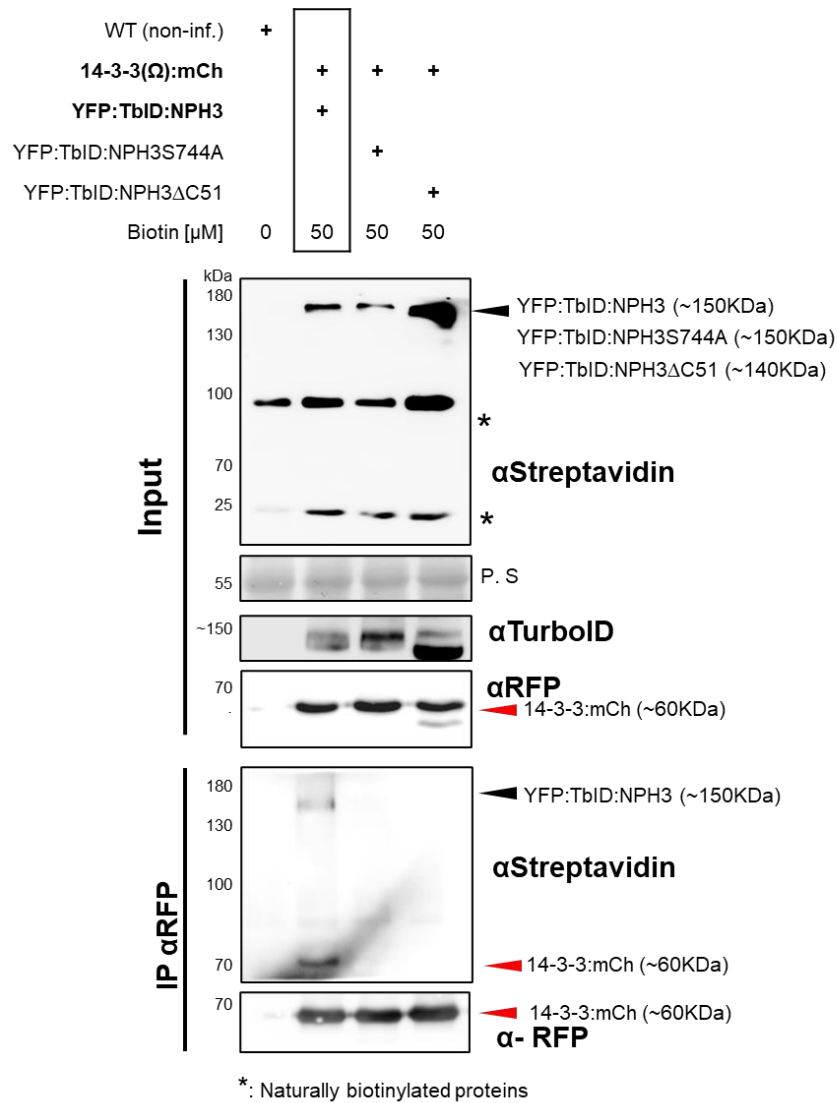 WT (non-inf.) +
14-3-3(Ω):mCh + + +
YFP:TbID:NPH3 +
YFP:TbID:NPH3S744A +
YFP:TbID:NPH3ΔC51 +
Biotin [µM] 0 50 50 50
kDa
180
130
100
70
25
YFP:TbID:NPH3 (~150KDa)
YFP:TbID:NPH3S744A (~150KDa)
YFP:TbID:NPH3ΔC51 (~140KDa)
*
αStreptavidin
*
Input
55
P. S
~150
αTurboID
70
αRFP
14-3-3:mCh (~60KDa)
180
130
100
70
YFP:TbID:NPH3 (~150KDa)
αStreptavidin
14-3-3:mCh (~60KDa)
IP αRFP
70
14-3-3:mCh (~60KDa)
α- RFP
*: Naturally biotinylated proteins